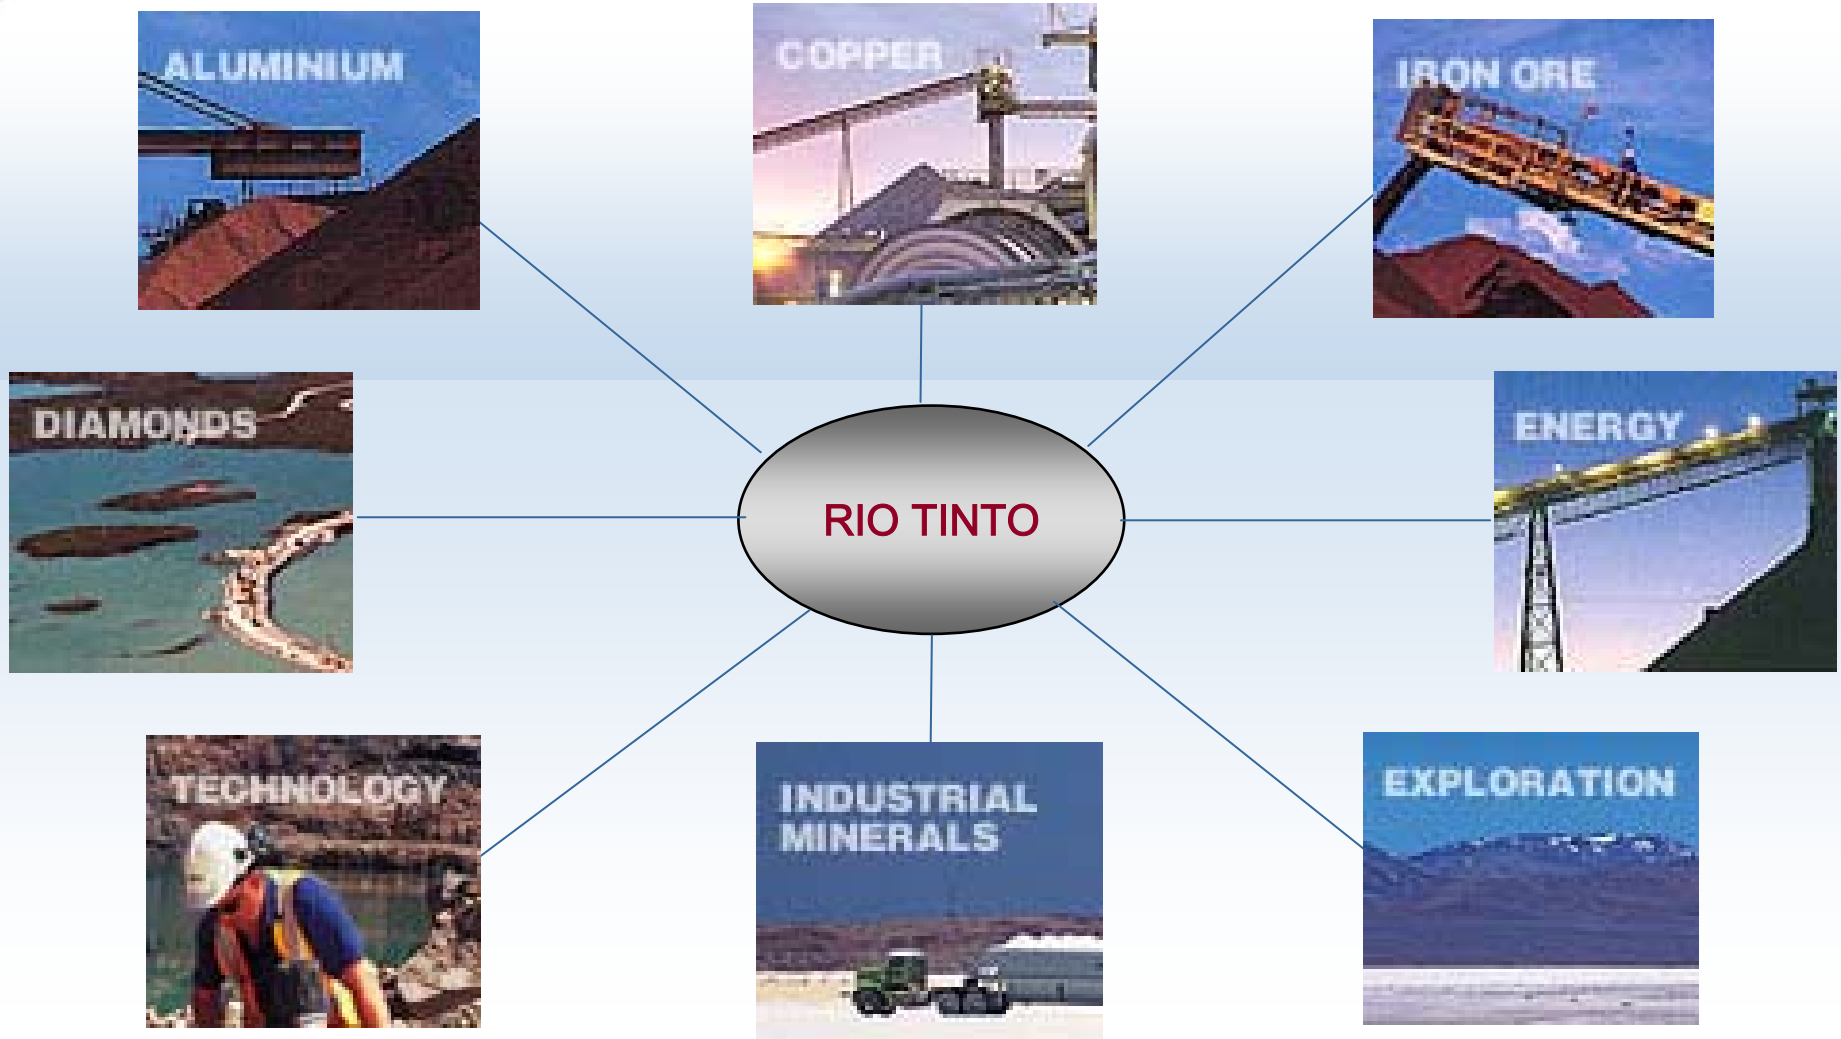 ALUMINIUM
COPPER
IRON ORE
DIAMONDS
ENERGY
RIO TINTO
TECHNOLOGY
INDUSTRIAL
MINERALS
EXPLORATION